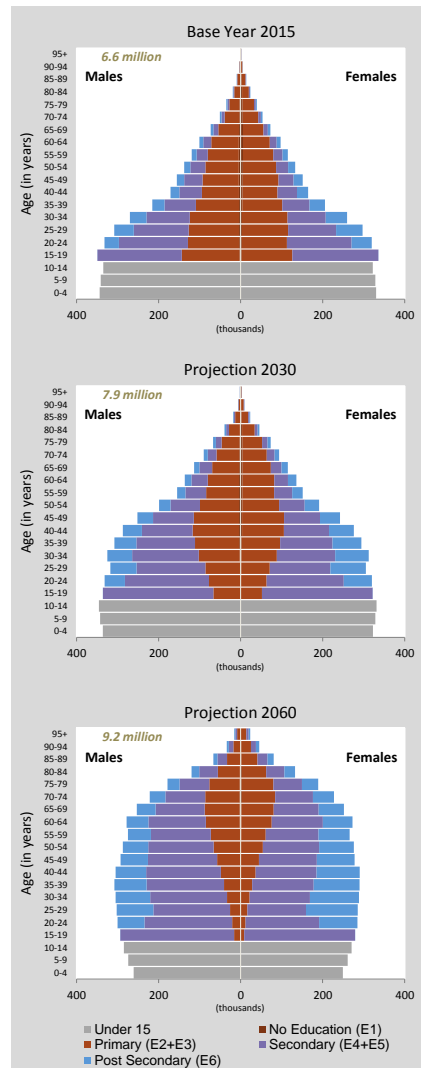 Base Year 2015
95+
6.6 million
90-94
Males
Females
85-89
80-84
75-79
70-74
65-69
60-64
55-59
50-54
45-49
40-44
35-39
30-34
25-29
20-24
15-19
10-14
5-9
0-4
Age (in years)
400 200 0 200 400
(thousands)
Projection 2030
95+
7.9 million
90-94
Males
Females
85-89
80-84
75-79
70-74
65-69
60-64
55-59
50-54
45-49
40-44
35-39
30-34
25-29
20-24
15-19
10-14
5-9
0-4
Age (in years)
400 200 0 200 400
(thousands)
Projection 2060
95+
9.2 million
90-94
Males
Females
85-89
80-84
75-79
70-74
65-69
60-64
55-59
50-54
45-49
40-44
35-39
30-34
25-29
20-24
15-19
10-14
5-9
0-4
Age (in years)
400 200 0 200 400
(thousands)
Under 15
No Education (E1)
Primary (E2+E3)
Secondary (E4+E5)
Post Secondary (E6)